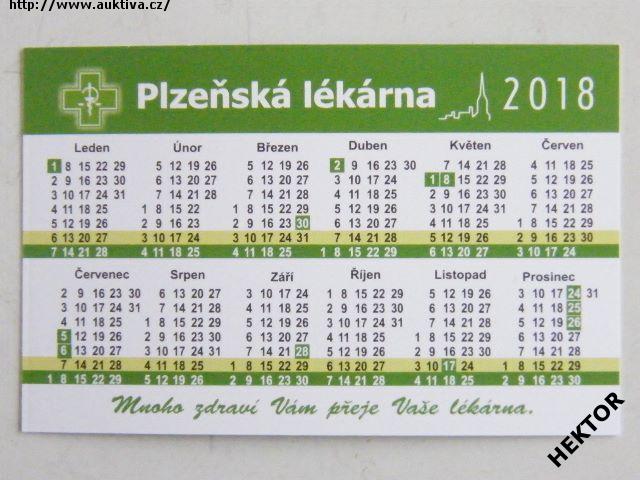 http://www.auktiva.cz/
Plzeňská lékárna 2018
Leden Únor Březen Duben Květen Červen
1 8 15 22 29 5 12 19 26 5 12 19 26 2 9 16 23 30 7 14 21 28 4 11 18 25
2 9 16 23 30 6 13 20 27 6 13 20 27 3 10 17 24 1 8 15 22 29 5 12 19 26
3 10 17 24 31 7 14 21 28 7 14 21 28 4 11 18 25 2 9 16 23 30 6 13 20 27
4 11 18 25 1 8 15 22 1 8 15 22 29 5 12 19 26 3 10 17 24 31 7 14 21 28
5 12 19 26 2 9 16 23 2 9 16 23 30 6 13 20 27 4 11 18 25 1 8 15 22 29
6 13 20 27 3 10 17 24 3 10 17 24 31 7 14 21 28 5 12 19 26 2 9 16 23 30
7 14 21 28 4 11 18 25 4 11 18 25 1 8 15 22 29 6 13 20 27 3 10 17 24
Červenec Srpen Září Říjen Listopad Prosinec
2 9 16 23 30 6 13 20 27 3 10 17 24 1 8 15 22 29 5 12 19 26 3 10 17 24 31
3 10 17 24 31 7 14 21 28 4 11 18 25 2 9 16 23 30 6 13 20 27 4 11 18 25
4 11 18 25 1 8 15 22 29 5 12 19 26 3 10 17 24 31 7 14 21 28 5 12 19 26
5 12 19 26 2 9 16 23 30 6 13 20 27 4 11 18 25 1 8 15 22 29 6 13 20 27
6 13 20 27 3 10 17 24 31 7 14 21 28 5 12 19 26 2 9 16 23 30 7 14 21 28
7 14 21 28 4 11 18 25 1 8 15 22 29 6 13 20 27 3 10 17 24 1 8 15 22 29
1 8 15 22 29 5 12 19 26 2 9 16 23 30 7 14 21 28 4 11 18 25 2 9 16 23 30
Mnoho zdraví Vám přeje Vaše lékárna.
HEKTOR